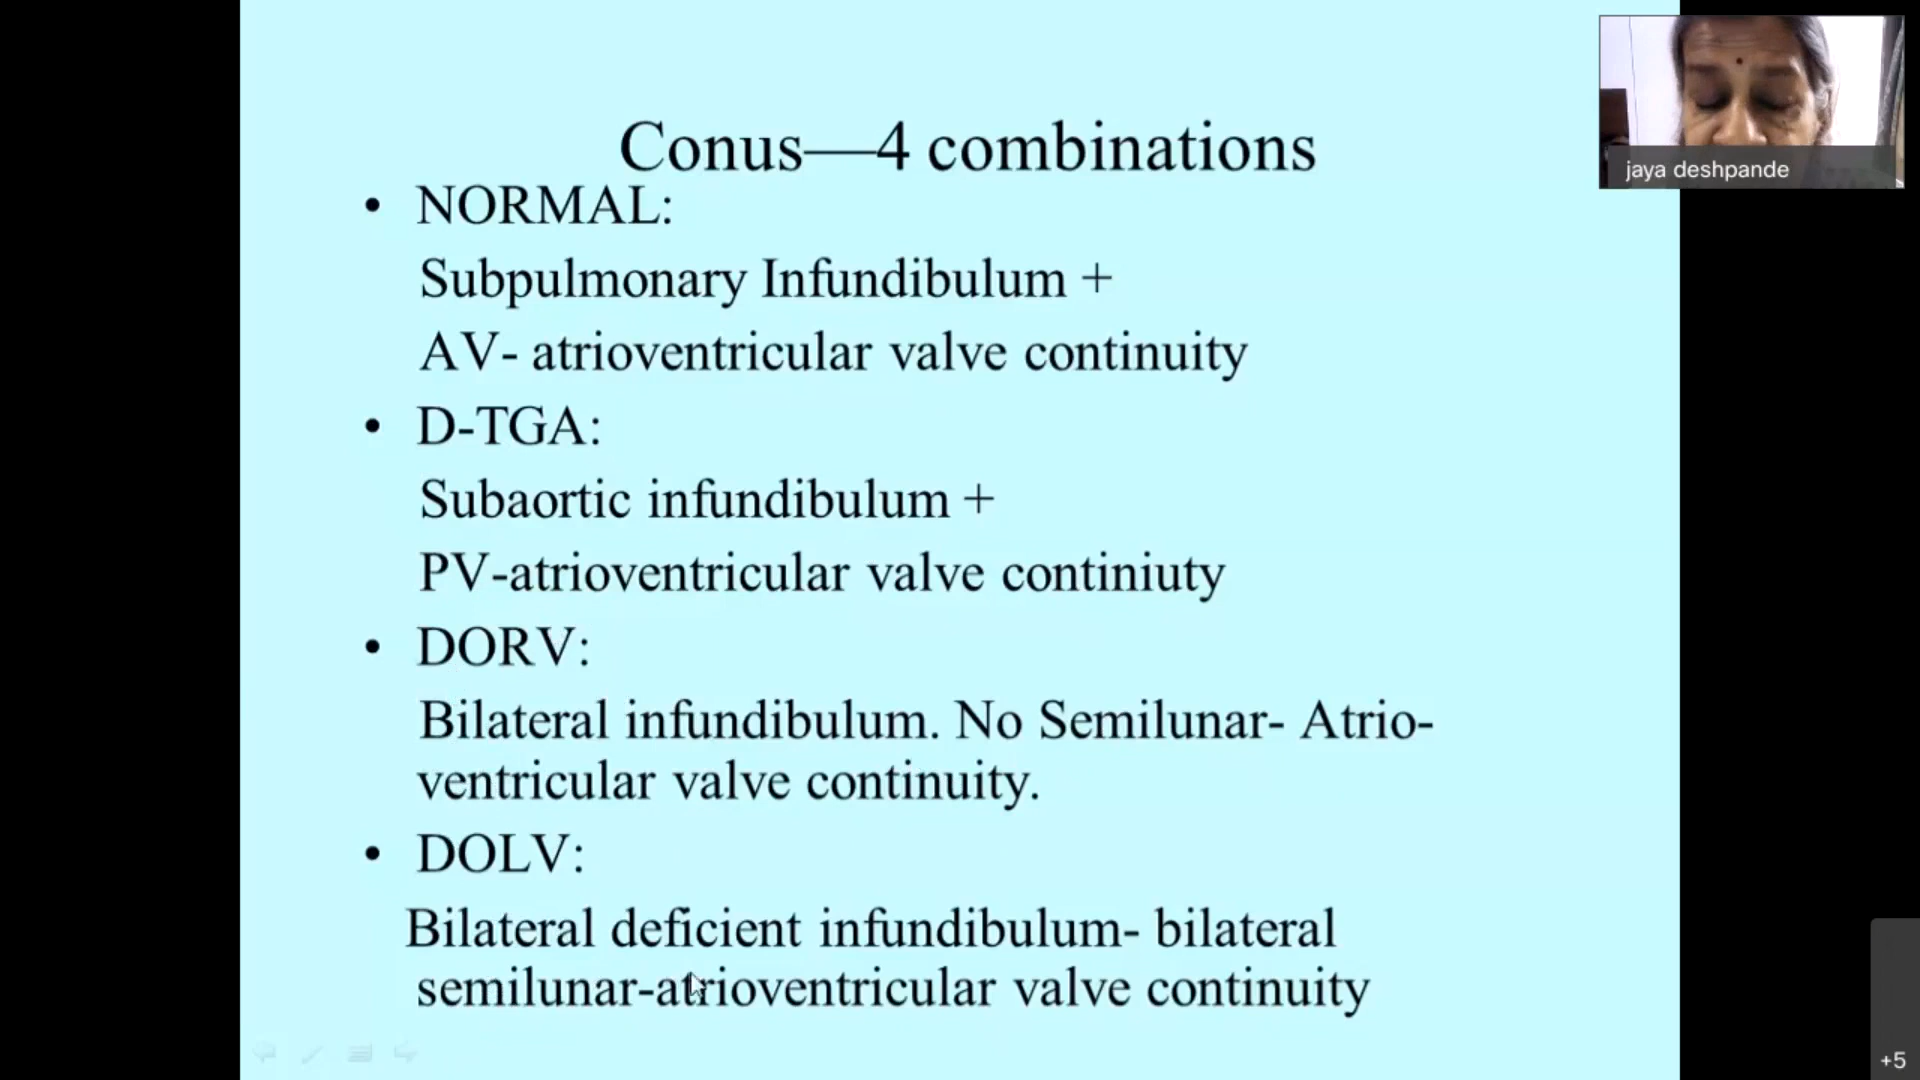 Conus—4 combinations
• NORMAL:
Subpulmonary Infundibulum +
AV- atrioventricular valve continuity
• D-TGA:
Subaortic infundibulum +
PV-atrioventricular valve continiuty
• DORV:
Bilateral infundibulum. No Semilunar- Atrio-
ventricular valve continuity.
• DOLV:
Bilateral deficient infundibulum- bilateral
semilunar-atrioventricular valve continuity
jaya deshpande
+5